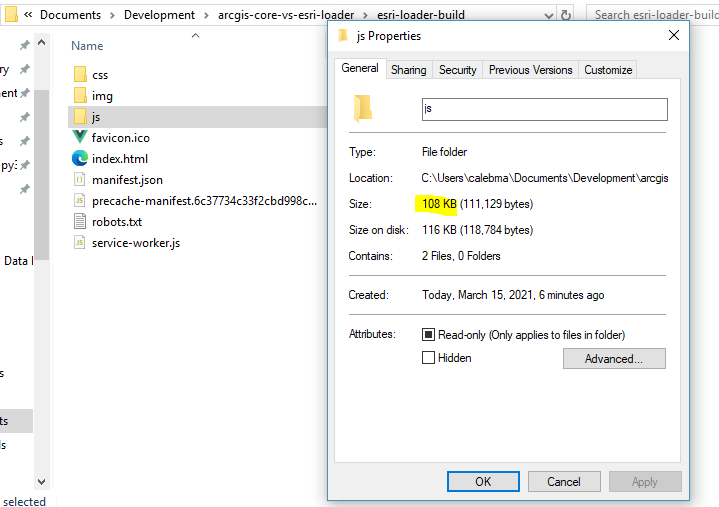 « Documents › Development › arcgis-core-vs-esri-loader › esri-loader-build
Search esri-loader-build
Name
css
img
js
favicon.ico
index.html
manifest.json
precache-manifest.6c37734c33f2cbd998c...
robots.txt
service-worker.js
Data
selected
js Properties
General Sharing Security Previous Versions Customize
js
Type: File folder
Location: C:\Users\calebma\Documents\Development\arcgis
Size: 108 KB (111,129 bytes)
Size on disk: 116 KB (118,784 bytes)
Contains: 2 Files, 0 Folders
Created: Today, March 15, 2021, 6 minutes ago
Attributes: Read-only (Only applies to files in folder)
Hidden Advanced...
OK Cancel Apply